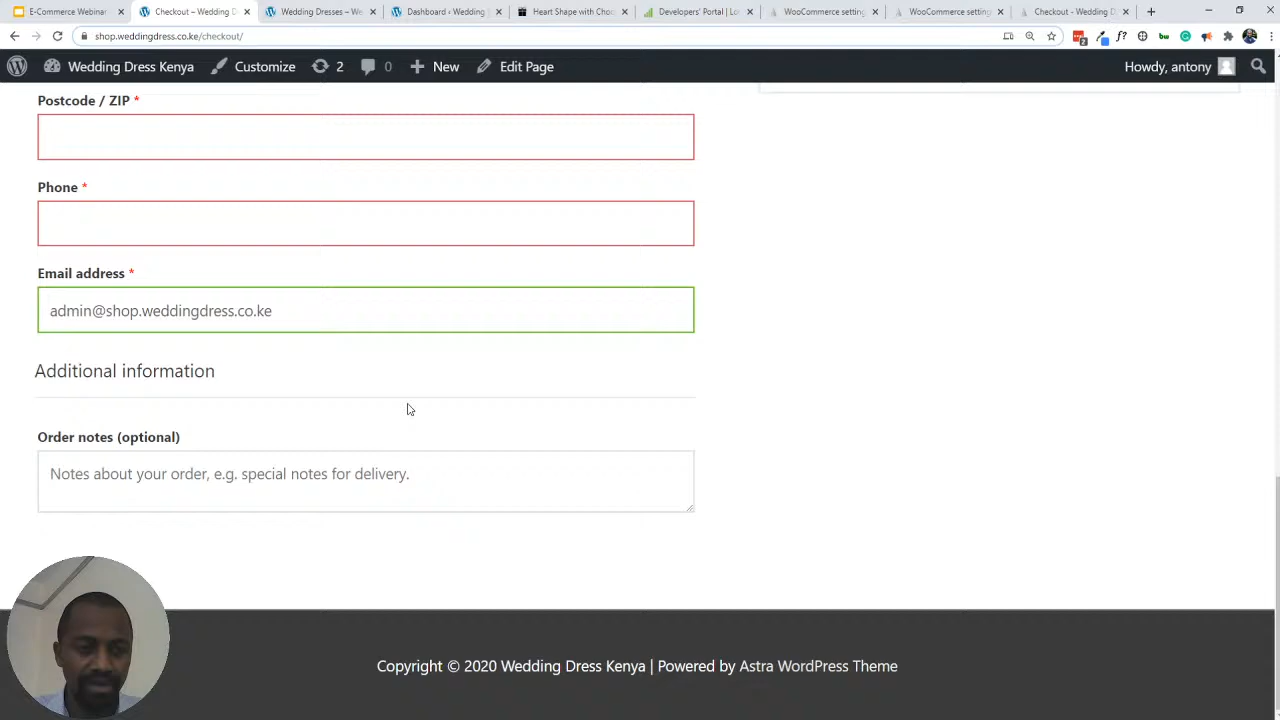 E-Commerce Webinar
Checkout – Wedding D
Wedding Dresses – We
Dashboard ‹ Wedding
Heart Shape with Choc
Developers' Portal | Lo
WooCommerce setting
WooCommerce setting
Checkout - Wedding D
shop.weddingdress.co.ke/checkout/
Wedding Dress Kenya
Customize
2
0
New
Edit Page
Howdy, antony
Postcode / ZIP *
Phone *
Email address *
admin@shop.weddingdress.co.ke
Additional information
Order notes (optional)
Notes about your order, e.g. special notes for delivery.
Copyright © 2020 Wedding Dress Kenya | Powered by Astra WordPress Theme